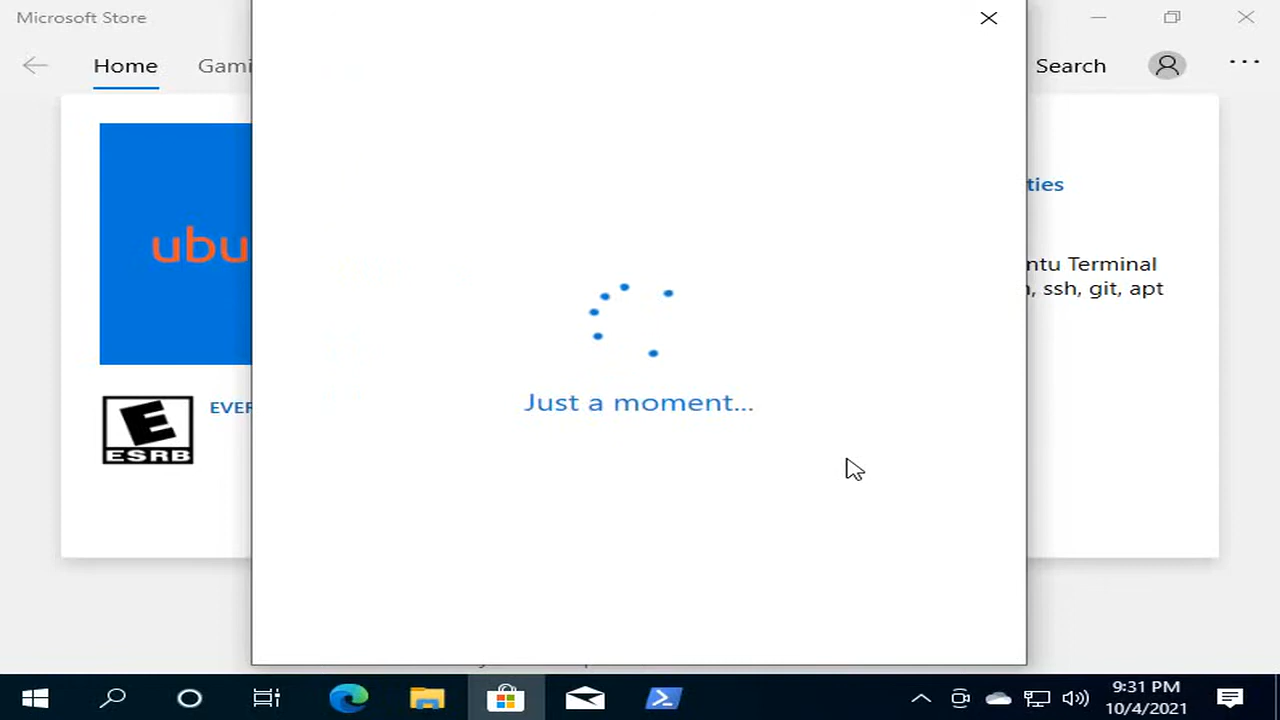 Microsoft Store
Home Gami Search
ubu
ties
ntu Terminal
, ssh, git, apt
E
ESRB
EVER
Just a moment...
9:31 PM
10/4/2021